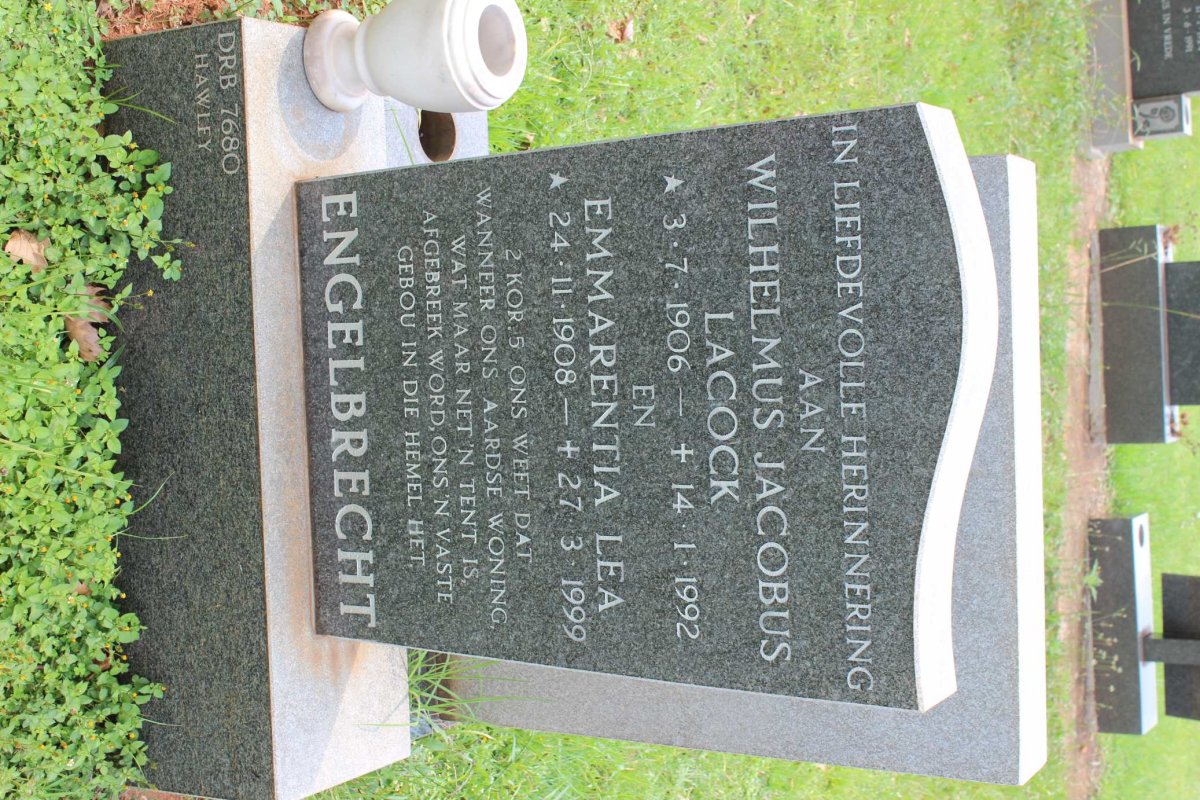 IN LIEFDEVOLLE HERINNERING
AAN
WILHELMUS JACOBUS
LACOCK
★ 3·7·1906 — + 14·1·1992
EN
EMMARENTIA LEA
★ 24·11·1908 — + 27·3·1999
2 KOR 5 ONS WEET DAT
WANNEER ONS AARDSE WONING
WAT MAAR NET 'N TENT IS
AFGEBREEK WORD, ONS 'N VASTE
GEBOU IN DIE HEMEL HET
ENGELBRECHT
DRB 7680
HAWLEY